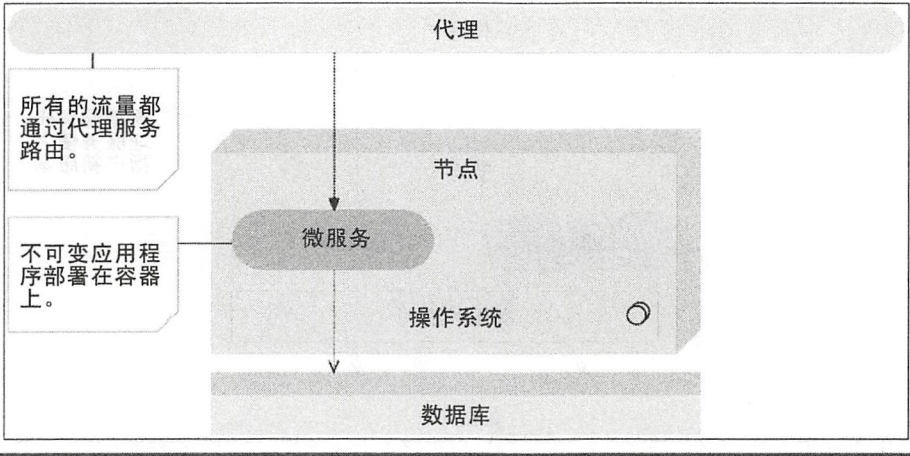 代理
所有的流量都
通过代理服务
路由。
节点
微服务
不可变应用程
序部署在容器
上。
操作系统
数据库